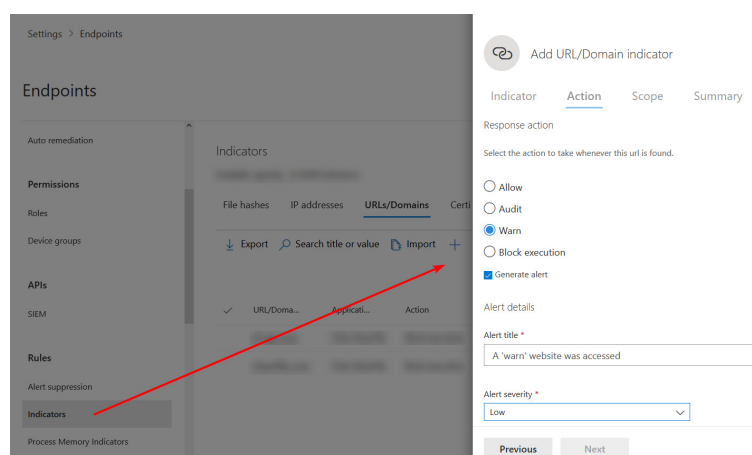 Settings > Endpoints
Endpoints
Auto remediation
Permissions
Roles
Device groups
APIs
SIEM
Rules
Alert suppression
Indicators
Process Memory Indicators
Indicators
File hashes IP addresses URLs/Domains Certi
Export Search title or value Import
URL/Doma... Applicati... Action
Add URL/Domain indicator
Indicator Action Scope Summary
Response action
Select the action to take whenever this url is found.
Allow
Audit
Warn
Block execution
Generate alert
Alert details
Alert title *
A 'warn' website was accessed
Alert severity *
Low
Previous Next